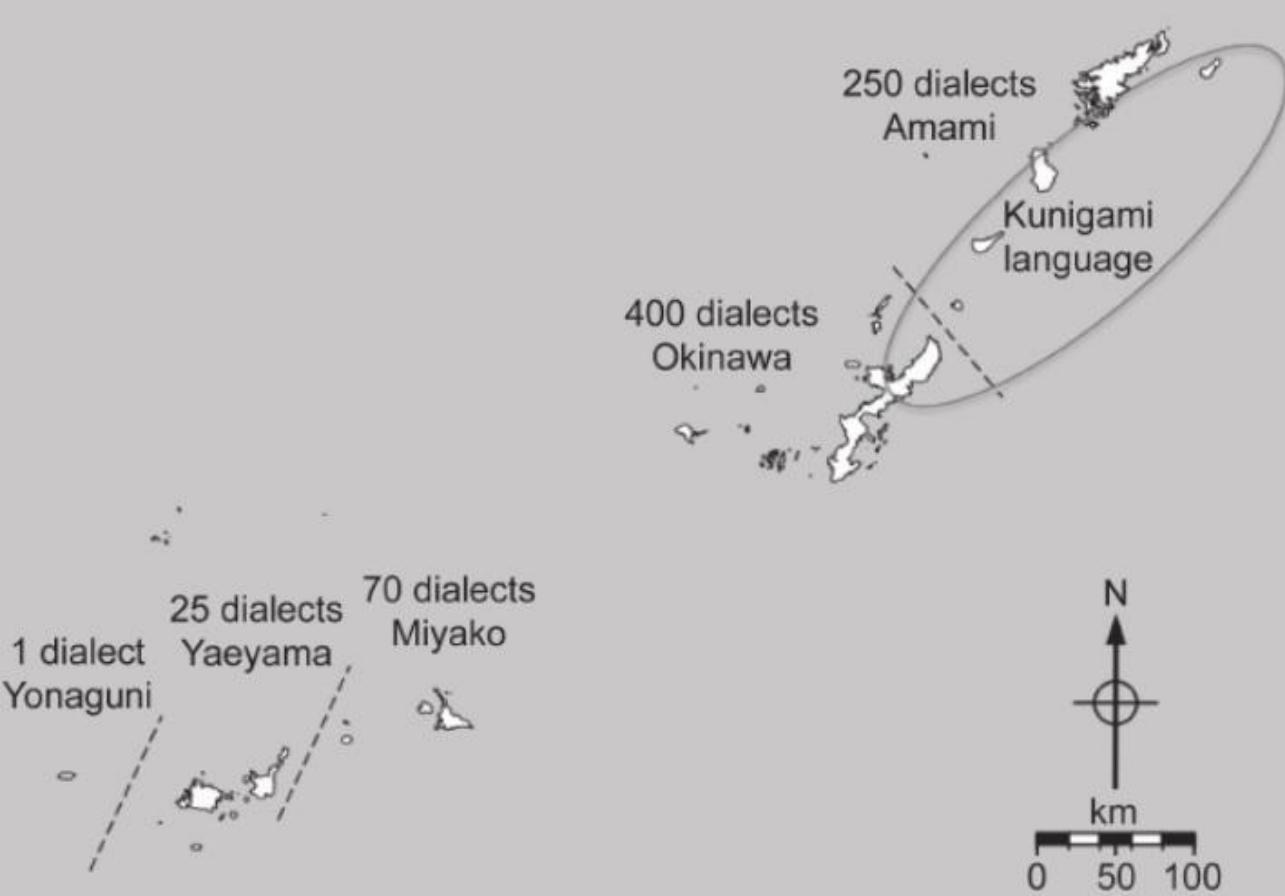 250 dialects
Amami
Kunigami
language
400 dialects
Okinawa
70 dialects
Miyako
25 dialects
Yaeyama
1 dialect
Yonaguni
N
km
0 50 100